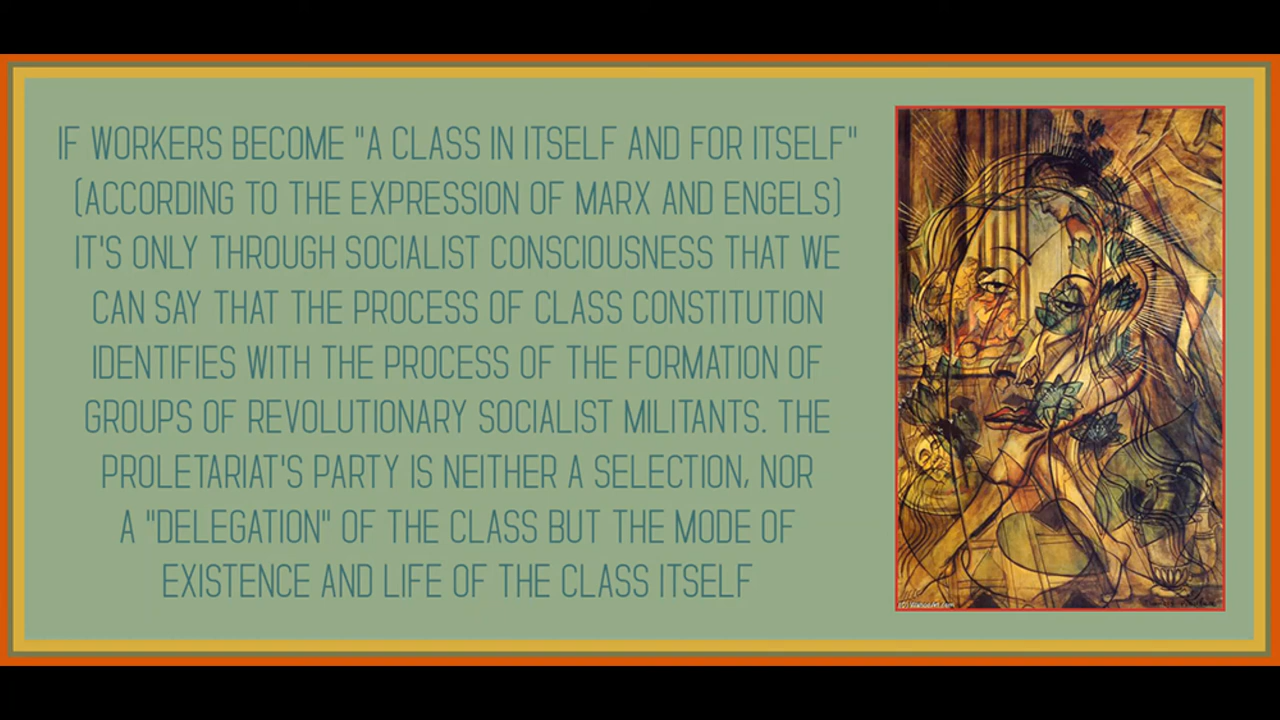 IF WORKERS BECOME "A CLASS IN ITSELF AND FOR ITSELF"
(ACCORDING TO THE EXPRESSION OF MARX AND ENGELS)
IT'S ONLY THROUGH SOCIALIST CONSCIOUSNESS THAT WE
CAN SAY THAT THE PROCESS OF CLASS CONSTITUTION
IDENTIFIES WITH THE PROCESS OF THE FORMATION OF
GROUPS OF REVOLUTIONARY SOCIALIST MILITANTS. THE
PROLETARIAT'S PARTY IS NEITHER A SELECTION, NOR
A "DELEGATION" OF THE CLASS BUT THE MODE OF
EXISTENCE AND LIFE OF THE CLASS ITSELF